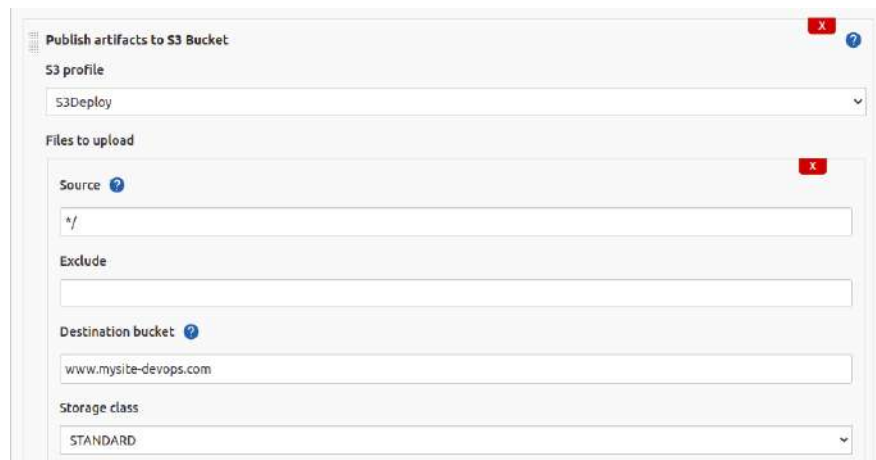 X
Publish artifacts to S3 Bucket
?
S3 profile
S3Deploy
Files to upload
X
Source ?
*/
Exclude
Destination bucket ?
www.mysite-devops.com
Storage class
STANDARD